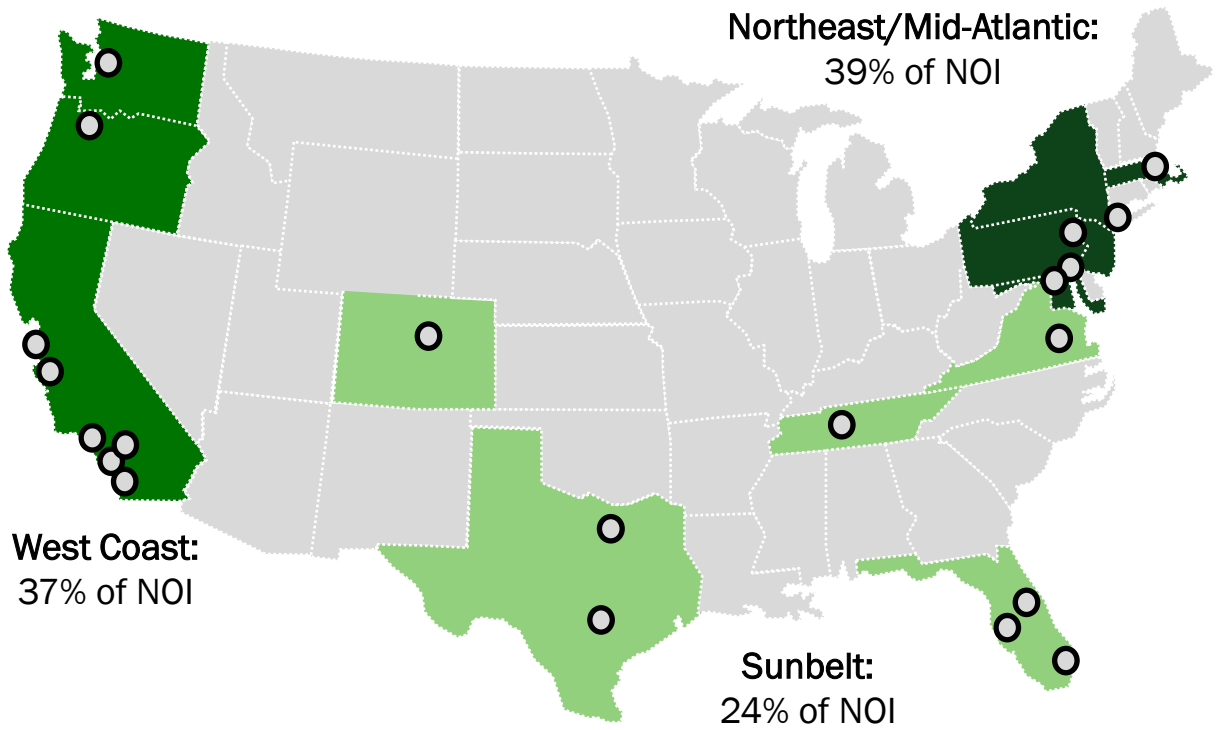 Northeast/Mid-Atlantic:
39% of NOI
West Coast:
37% of NOI
Sunbelt:
24% of NOI